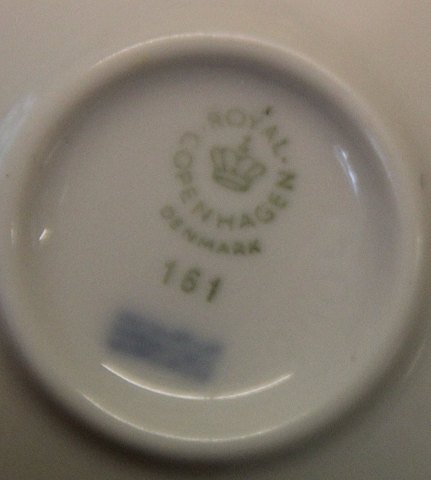 ROYAL-
COPENHAGEN
DENMARK
161